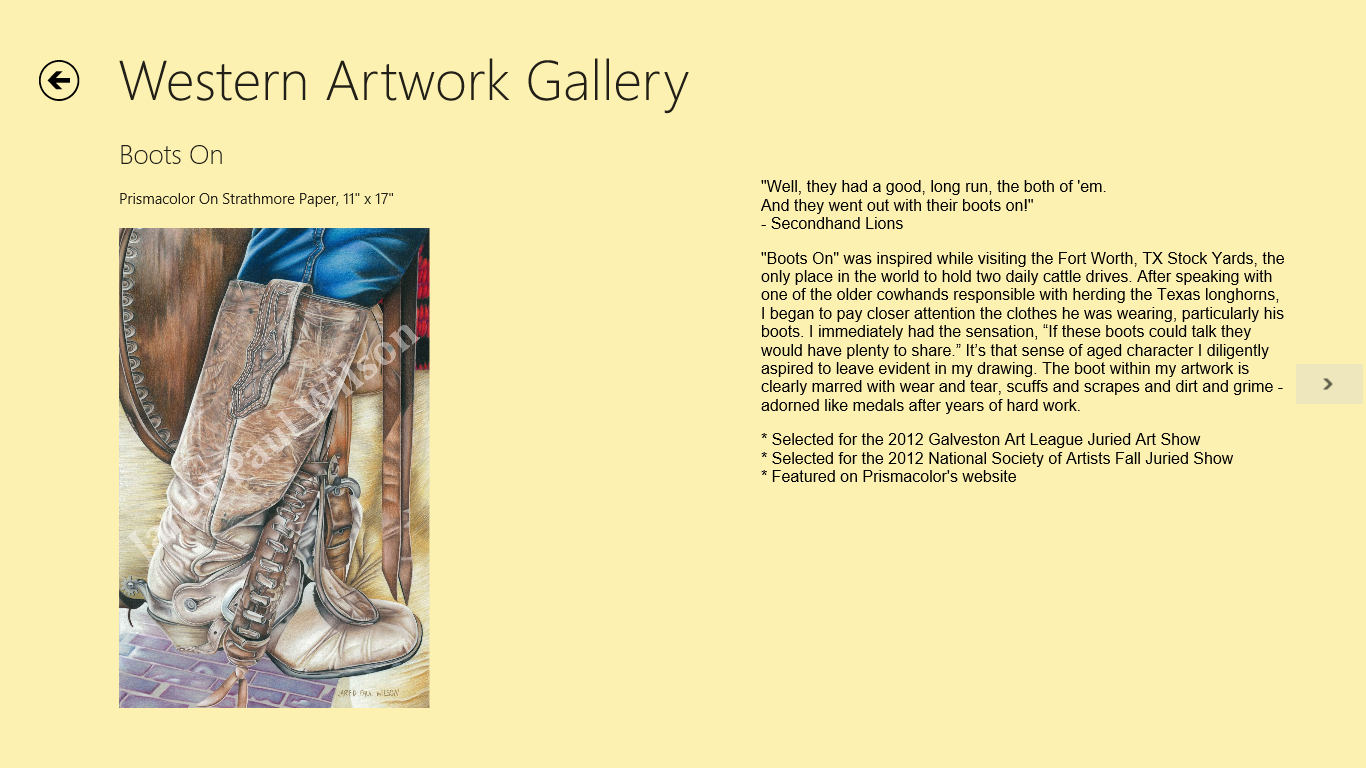 Western Artwork Gallery
Boots On
Prismacolor On Strathmore Paper, 11" x 17"
"Well, they had a good, long run, the both of 'em.
And they went out with their boots on!"
- Secondhand Lions
"Boots On" was inspired while visiting the Fort Worth, TX Stock Yards, the
only place in the world to hold two daily cattle drives. After speaking with
one of the older cowhands responsible with herding the Texas longhorns,
I began to pay closer attention the clothes he was wearing, particularly his
boots. I immediately had the sensation, “If these boots could talk they
would have plenty to share.” It’s that sense of aged character I diligently
aspired to leave evident in my drawing. The boot within my artwork is
clearly marred with wear and tear, scuffs and scrapes and dirt and grime -
adorned like medals after years of hard work.
* Selected for the 2012 Galveston Art League Juried Art Show
* Selected for the 2012 National Society of Artists Fall Juried Show
* Featured on Prismacolor's website
Paul Wilson
JARED PAUL WILSON